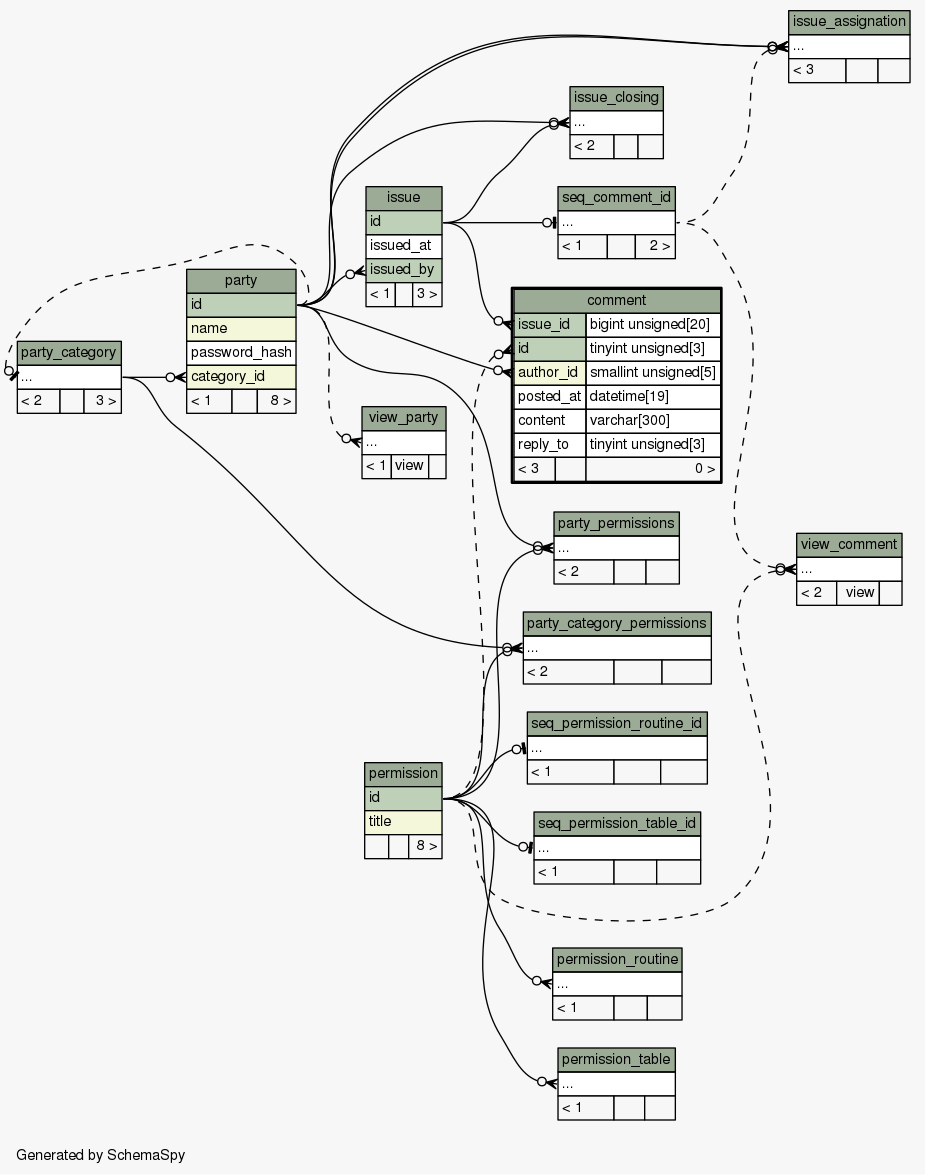 issue_assignation
...
< 3
issue_closing
...
< 2
issue
id
issued_at
issued_by
< 1 3 >
seq_comment_id
...
< 1 2 >
party
id
name
password_hash
category_id
< 1 8 >
comment
issue_id bigint unsigned[20]
id tinyint unsigned[3]
author_id smallint unsigned[5]
posted_at datetime[19]
content varchar[300]
reply_to tinyint unsigned[3]
< 3 0 >
party_category
...
< 2 3 >
view_party
...
< 1 view
party_permissions
...
< 2
view_comment
...
< 2 view
party_category_permissions
...
< 2
seq_permission_routine_id
...
< 1
permission
id
title
8 >
seq_permission_table_id
...
< 1
permission_routine
...
< 1
permission_table
...
< 1
Generated by SchemaSpy